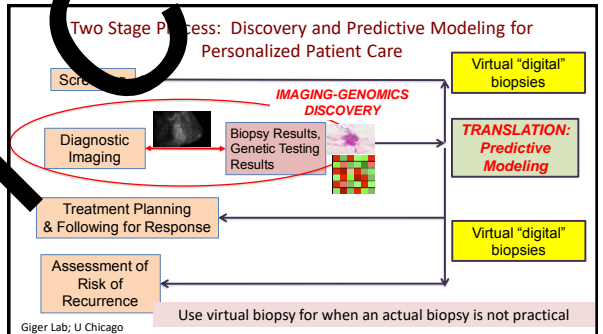 Two Stage Process: Discovery and Predictive Modeling for
Personalized Patient Care
Virtual "digital"
biopsies
IMAGING-GENOMICS
DISCOVERY
Diagnostic
Imaging
Biopsy Results,
Genetic Testing
Results
TRANSLATION:
Predictive
Modeling
Treatment Planning
& Following for Response
Virtual "digital"
biopsies
Assessment of
Risk of
Recurrence
Use virtual biopsy for when an actual biopsy is not practical
Giger Lab; U Chicago